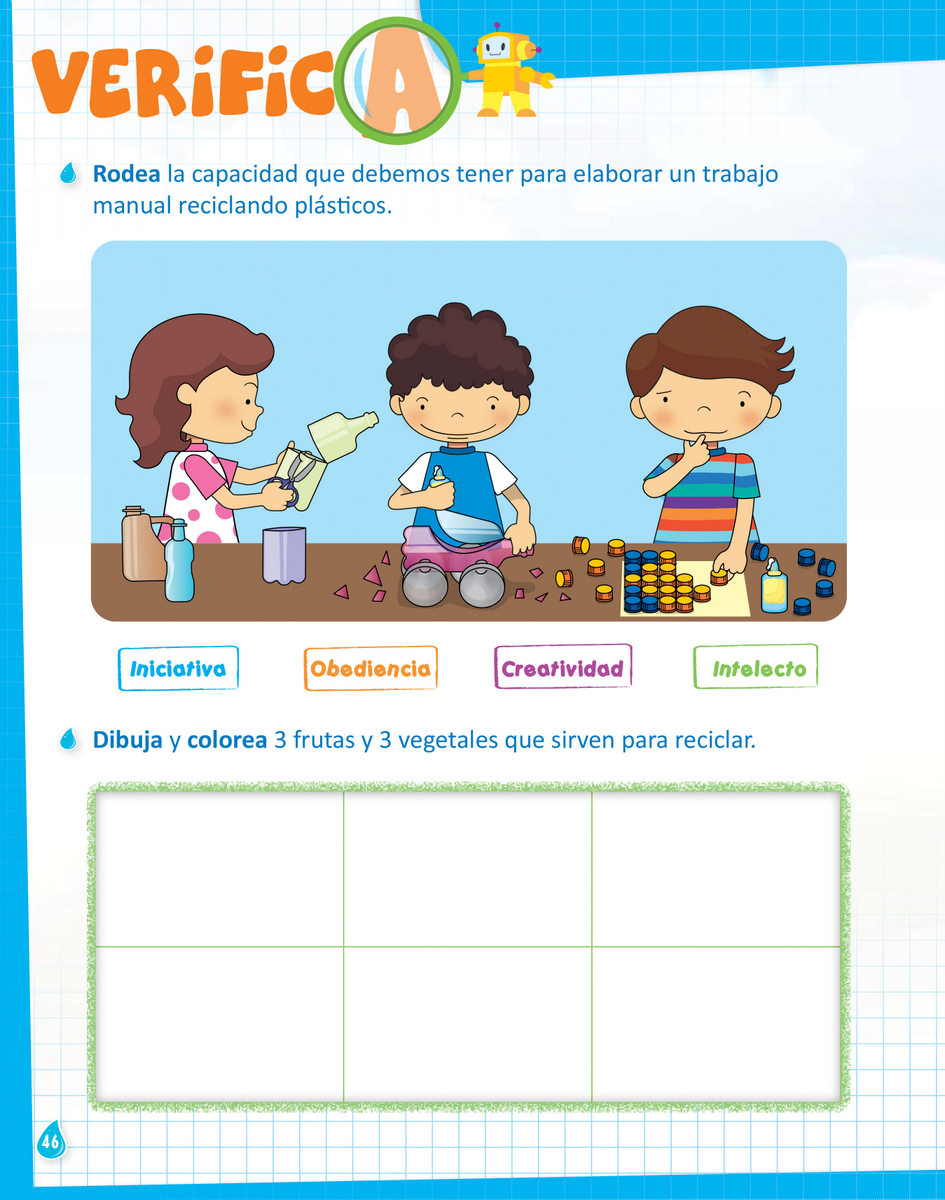 VERIFICA
Rodea la capacidad que debemos tener para elaborar un trabajo
manual reciclando plásticos.
Iniciativa Obediencia Creatividad Intelecto
Dibuja y colorea 3 frutas y 3 vegetales que sirven para reciclar.
46